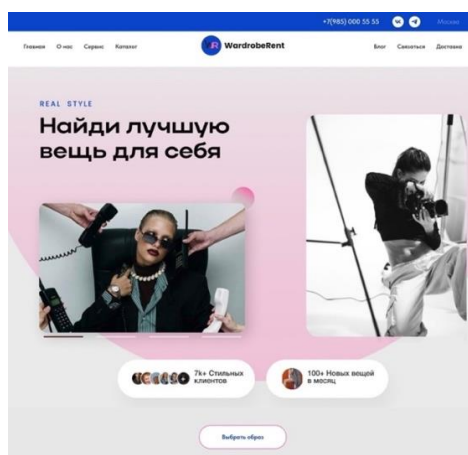 +7(985) 000 55 55
Москва
Главная О нас Сервис Каталог
WardrobeRent
Блог Связаться Доставка
REAL STYLE
Найди лучшую
вещь для себя
7k+ Стильных
клиентов
100+ Новых вещей
в месяц
Выбрать образ